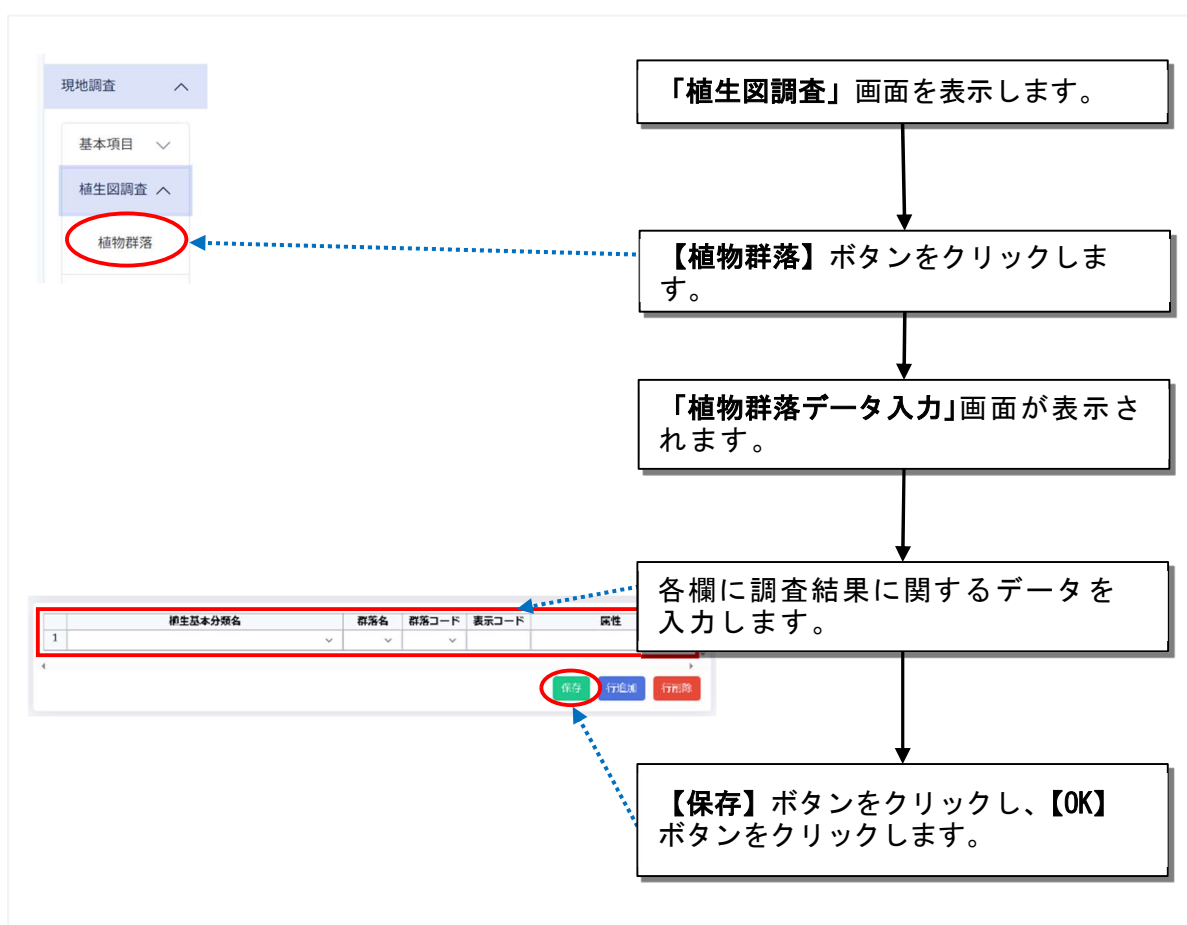 現地調査
基本項目
植生図調査
植物群落
「植生図調査」画面を表示します。
【植物群落】ボタンをクリックしま
す。
「植物群落データ入力」画面が表示さ
れます。
各欄に調査結果に関するデータを
入力します。
植生基本分類名 群落名 群落コード 表示コード 属性
1
保存 行追加 行削除
【保存】ボタンをクリックし、【OK】
ボタンをクリックします。